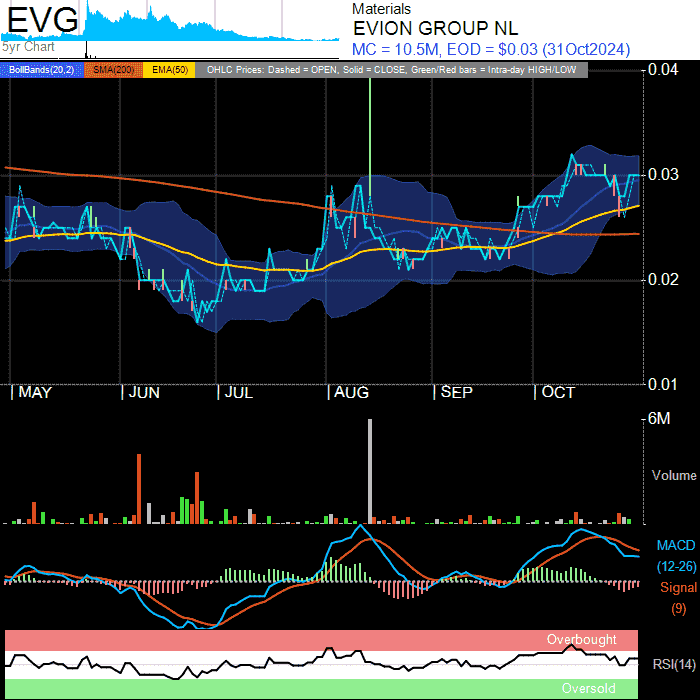 EVG
5yr Chart
Materials
EVION GROUP NL
MC = 10.5M, EOD = $0.03 (31Oct2024)
BollBands(20,2) SMA(200) EMA(50) OHLC Prices: Dashed = OPEN, Solid = CLOSE, Green/Red bars = Intra-day HIGH/LOW
0.04
0.03
0.02
0.01
MAY JUN JUL AUG SEP OCT
6M
Volume
MACD
(12-26)
Signal
(9)
Overbought
RSI(14)
Oversold